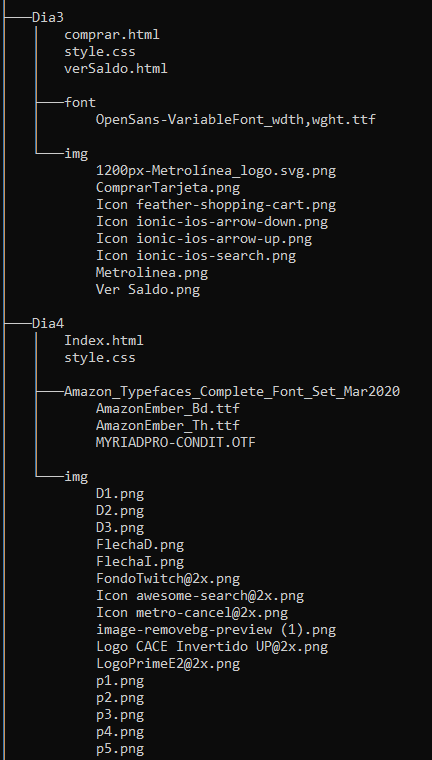 Dia3
comprar.html
style.css
verSaldo.html
font
OpenSans-VariableFont_wdth,wght.ttf
img
1200px-Metrolínea_logo.svg.png
ComprarTarjeta.png
Icon feather-shopping-cart.png
Icon ionic-ios-arrow-down.png
Icon ionic-ios-arrow-up.png
Icon ionic-ios-search.png
Metrolinea.png
Ver Saldo.png
Dia4
Index.html
style.css
Amazon_Typefaces_Complete_Font_Set_Mar2020
AmazonEmber_Bd.ttf
AmazonEmber_Th.ttf
MYRIADPRO-CONDIT.OTF
img
D1.png
D2.png
D3.png
FlechaD.png
FlechaI.png
FondoTwitch@2x.png
Icon awesome-search@2x.png
Icon metro-cancel@2x.png
image-removebg-preview (1).png
Logo CACE Invertido UP@2x.png
LogoPrimeE2@2x.png
p1.png
p2.png
p3.png
p4.png
p5.png